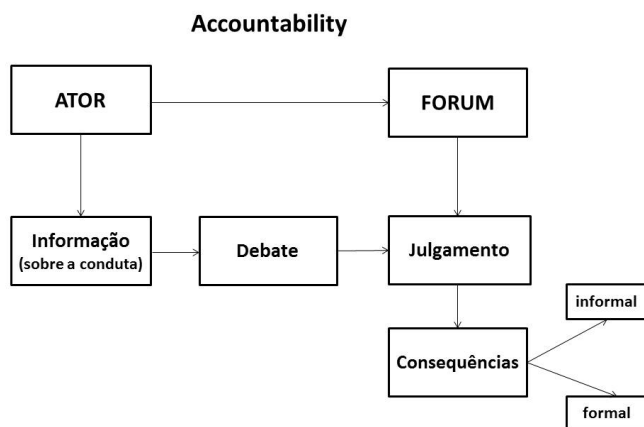 Accountability
ATOR
FORUM
Informação
(sobre a conduta)
Debate
Julgamento
informal
Consequências
formal